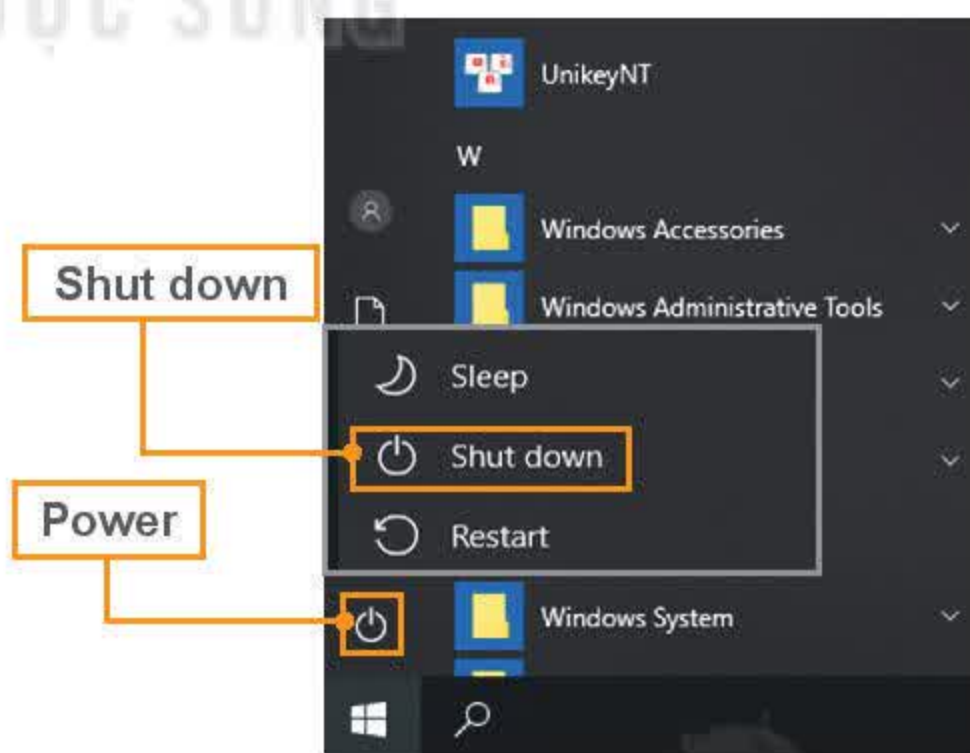 UnikeyNT
W
Windows Accessories
Shut down
Windows Administrative Tools
Sleep
Shut down
Power
Restart
Windows System